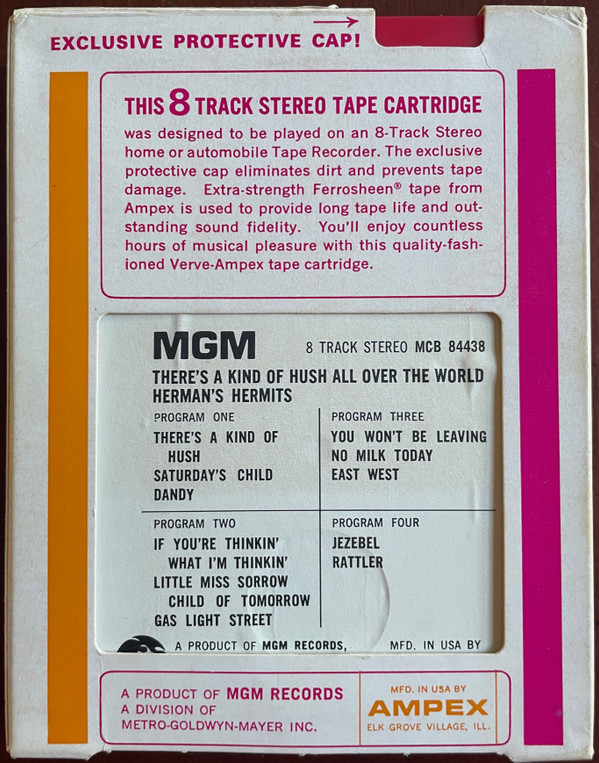 EXCLUSIVE PROTECTIVE CAP!
THIS 8 TRACK STEREO TAPE CARTRIDGE
was designed to be played on an 8-Track Stereo
home or automobile Tape Recorder. The exclusive
protective cap eliminates dirt and prevents tape
damage. Extra-strength Ferrosheen® tape from
Ampex is used to provide long tape life and out-
standing sound fidelity. You'll enjoy countless
hours of musical pleasure with this quality-fash-
ioned Verve-Ampex tape cartridge.
MGM 8 TRACK STEREO MCB 84438
THERE'S A KIND OF HUSH ALL OVER THE WORLD
HERMAN'S HERMITS
PROGRAM ONE
THERE'S A KIND OF
HUSH
SATURDAY'S CHILD
DANDY
PROGRAM THREE
YOU WON'T BE LEAVING
NO MILK TODAY
EAST WEST
PROGRAM TWO
IF YOU'RE THINKIN'
WHAT I'M THINKIN'
LITTLE MISS SORROW
CHILD OF TOMORROW
GAS LIGHT STREET
PROGRAM FOUR
JEZEBEL
RATTLER
A PRODUCT OF MGM RECORDS, MFD. IN USA BY
A PRODUCT OF MGM RECORDS
A DIVISION OF
METRO-GOLDWYN-MAYER INC.
MFD. IN USA BY
AMPEX
ELK GROVE VILLAGE, ILL.